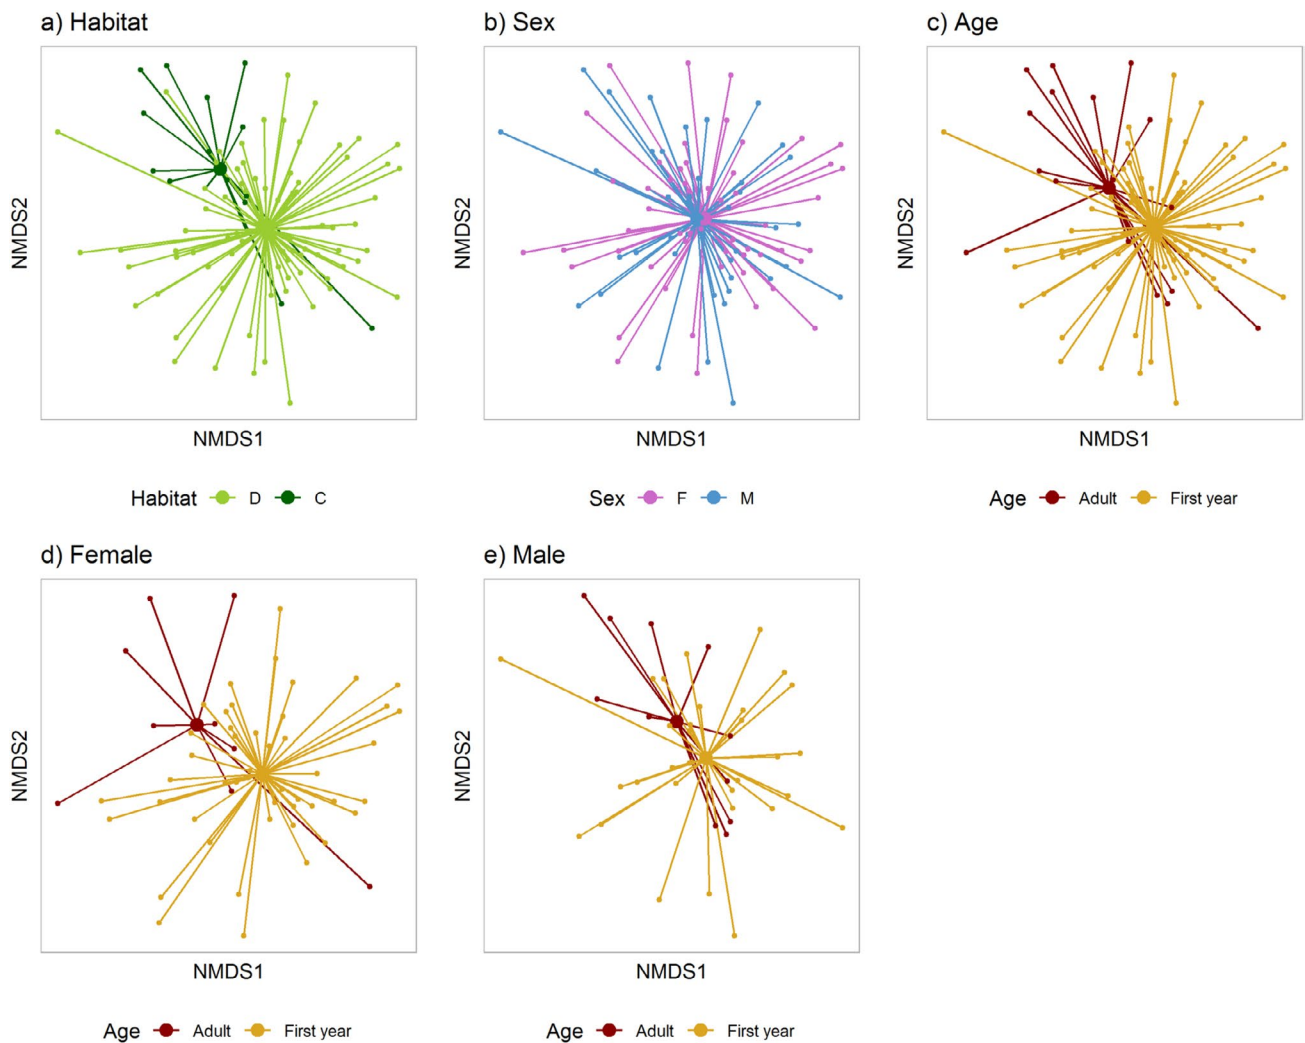 a) Habitat
b) Sex
c) Age
NMDS2
NMDS2
NMDS2
NMDS1
NMDS1
NMDS1
Habitat D C
Sex F M
Age Adult First year
d) Female
e) Male
NMDS2
NMDS2
NMDS1
NMDS1
Age Adult First year
Age Adult First year